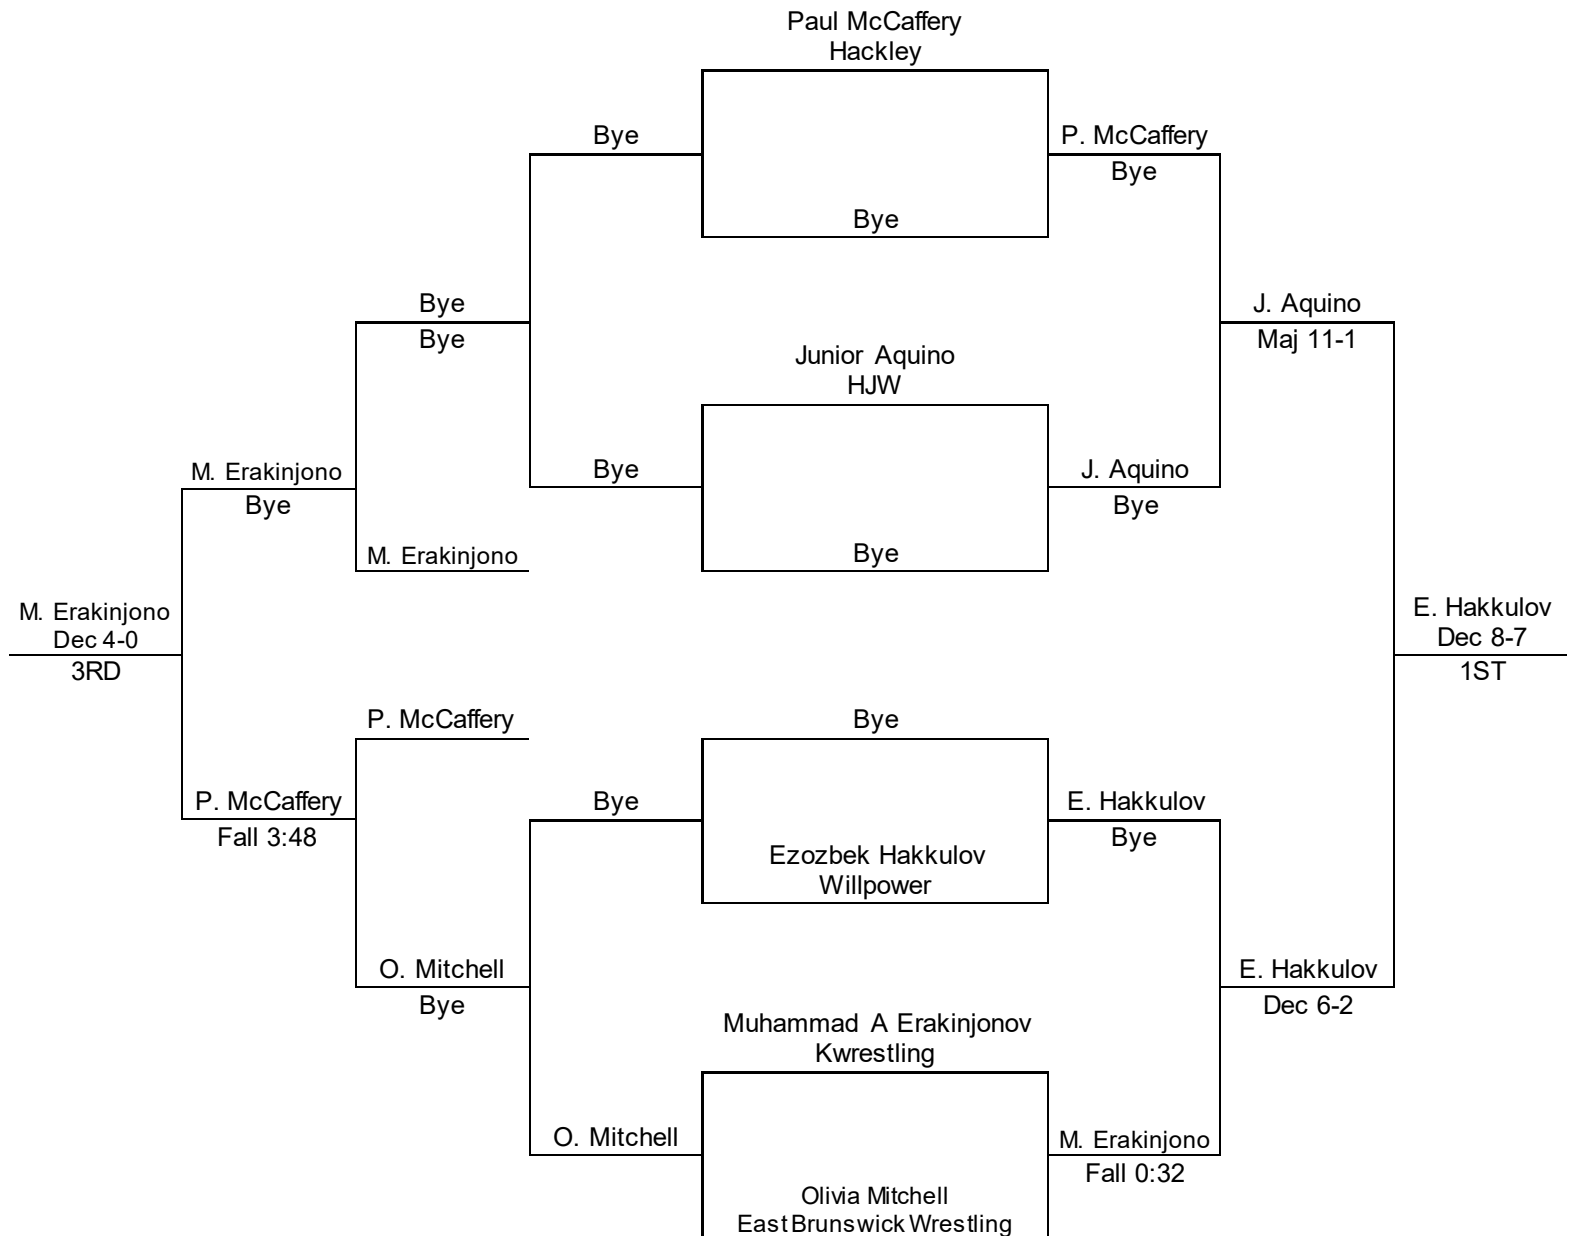 Paul McCaffery
Hackley
Bye
P. McCaffery
Bye
Bye
Bye
J. Aquino
Bye
Maj 11-1
Junior Aquino
HJW
M. Erakinjono
Bye
J. Aquino
Bye
Bye
Bye
M. Erakinjono
M. Erakinjono
Dec 4-0
3RD
E. Hakkulov
Dec 8-7
1ST
P. McCaffery
Bye
P. McCaffery
Fall 3:48
Bye
E. Hakkulov
Bye
Ezozbek Hakkulov
Willpower
O. Mitchell
Bye
E. Hakkulov
Dec 6-2
Muhammad A Erakinjonov
Kwrestling
O. Mitchell
M. Erakinjono
Fall 0:32
Olivia Mitchell
East Brunswick Wrestling